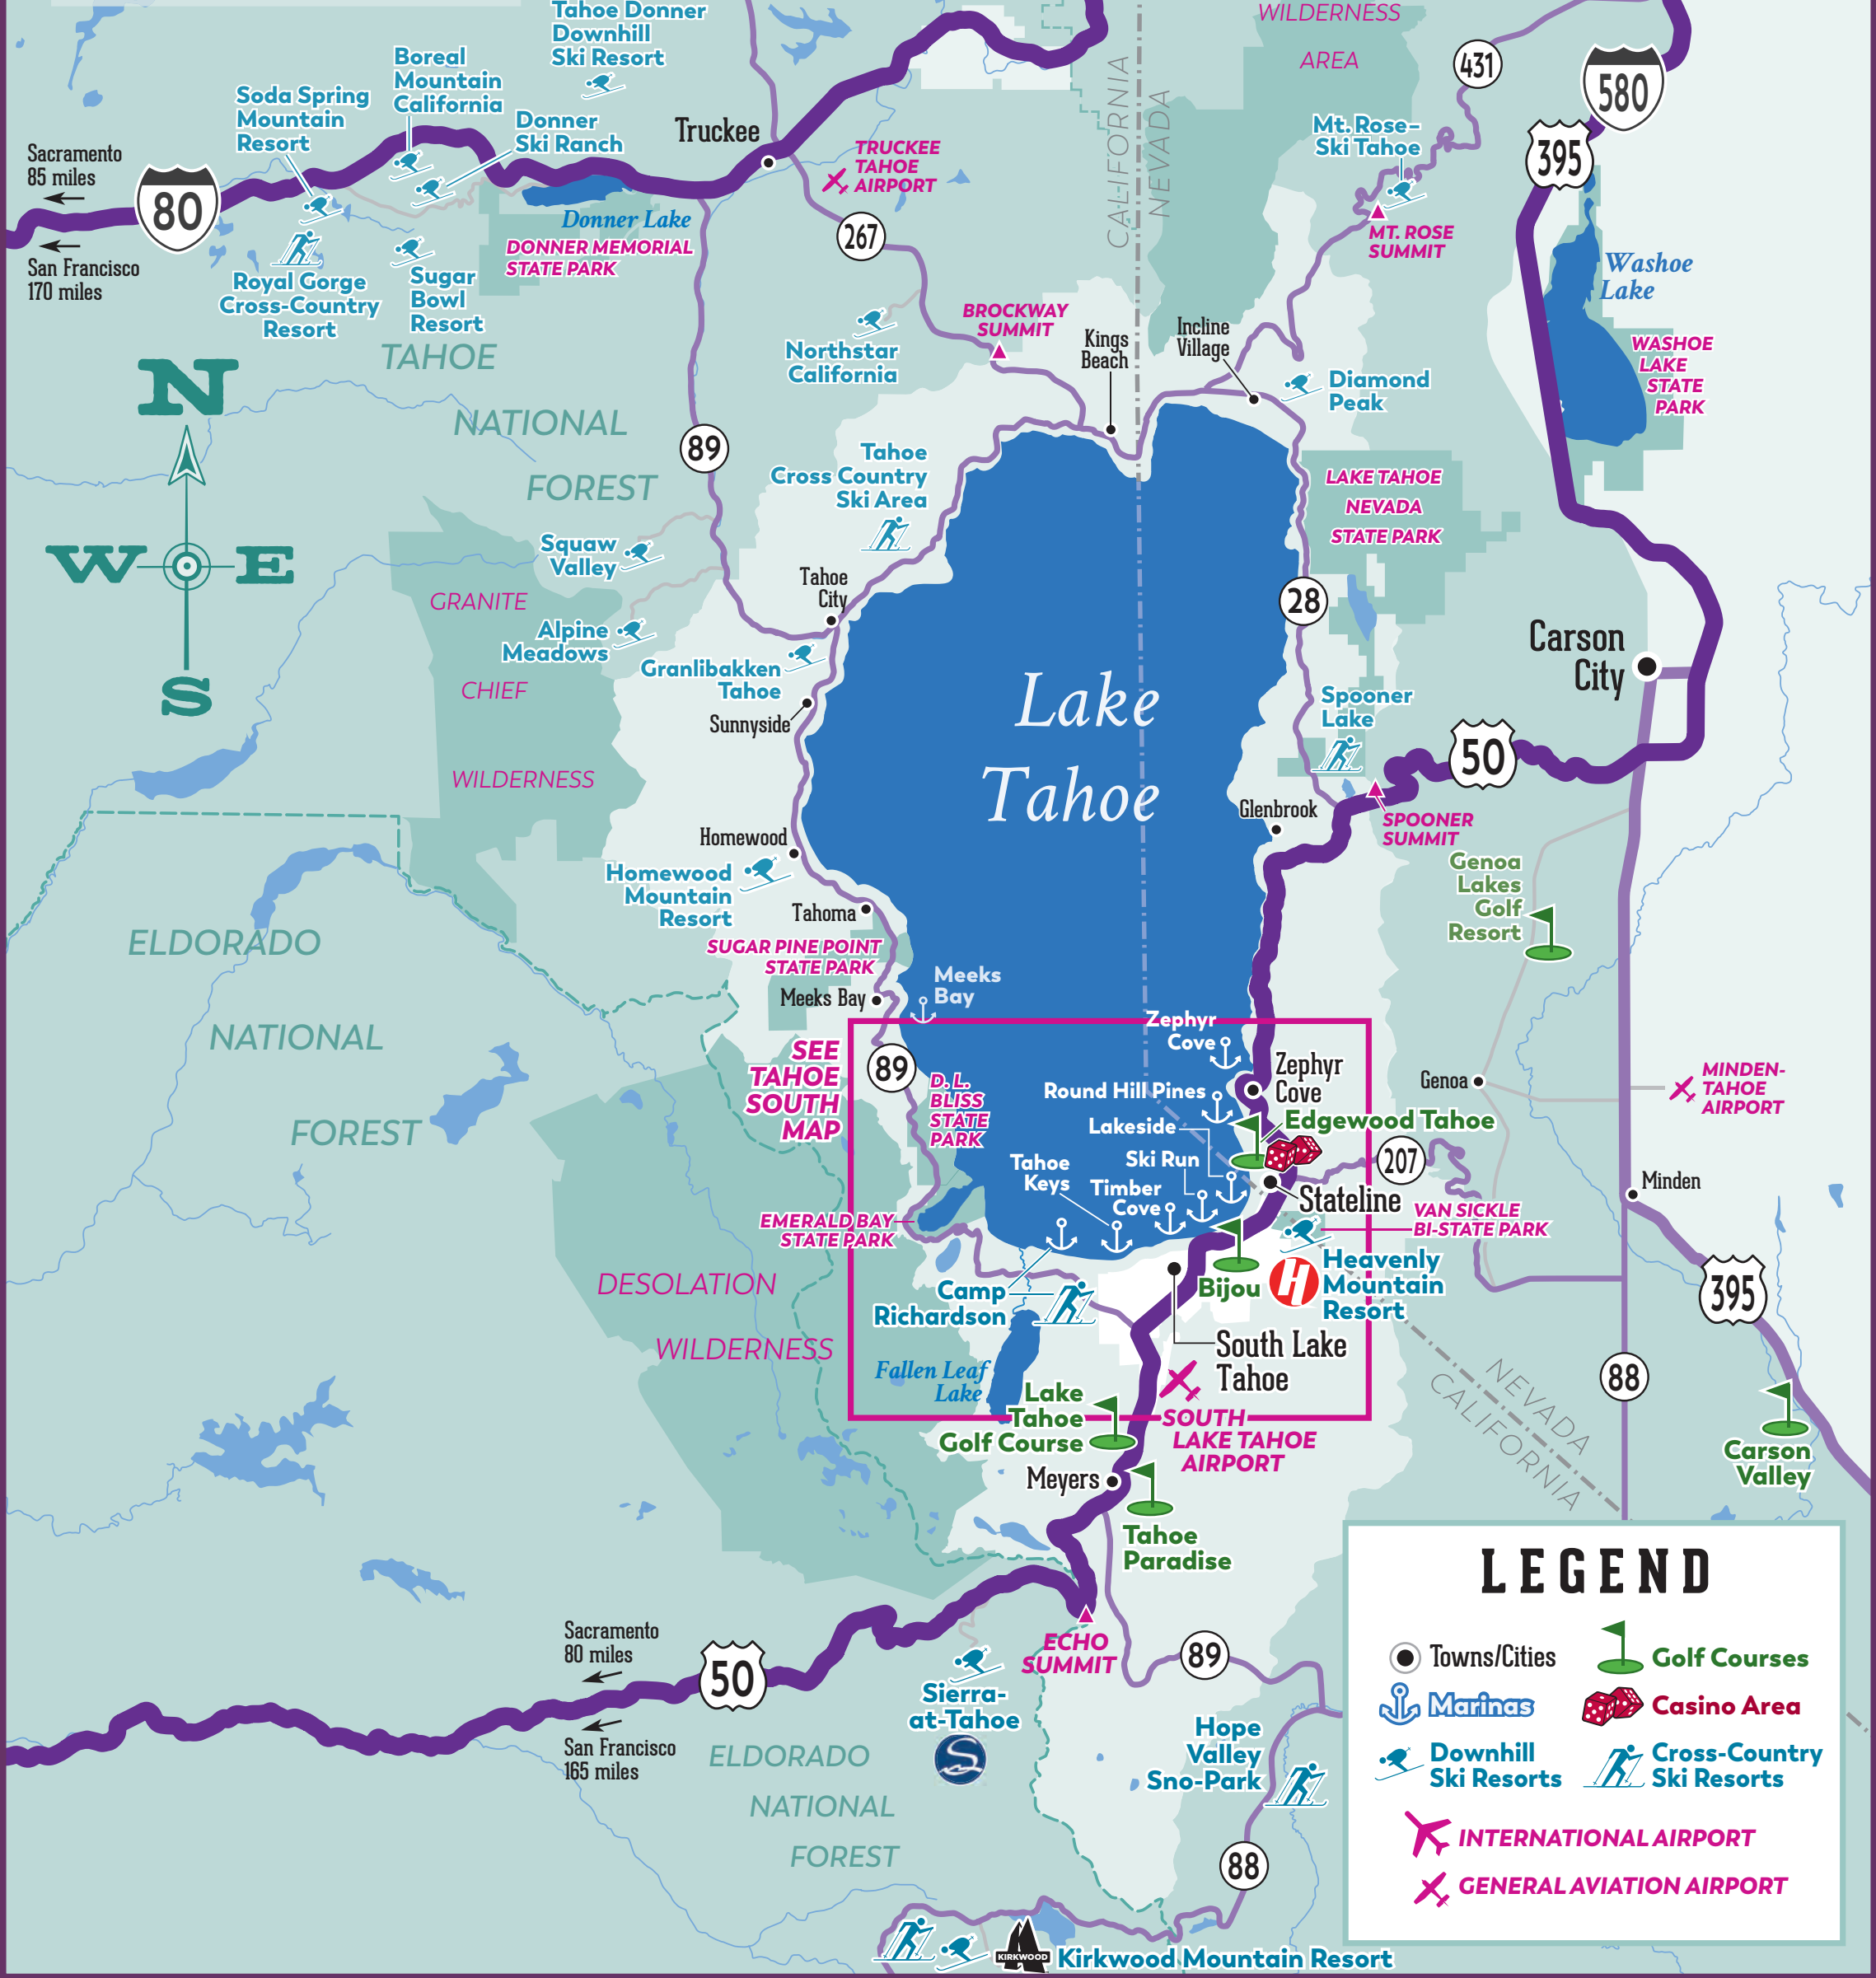 Tahoe Donner
Downhill
Ski Resort
WILDERNESS
AREA
Boreal
Mountain
California
Soda Spring
Mountain
Resort
Donner
Ski Ranch
Truckee
TRUCKEE
TAHOE
AIRPORT
CALIFORNIA
NEVADA
431
580
395
Mt. Rose-
Ski Tahoe
MT. ROSE
SUMMIT
Sacramento
85 miles
80
San Francisco
170 miles
Donner Lake
DONNER MEMORIAL
STATE PARK
Royal Gorge
Cross-Country
Resort
Sugar
Bowl
Resort
267
Washoe
Lake
WASHOE
LAKE
STATE
PARK
BROCKWAY
SUMMIT
Kings
Beach
Incline
Village
Northstar
California
Diamond
Peak
N
W
E
S
TAHOE
NATIONAL
FOREST
89
Tahoe
Cross Country
Ski Area
LAKE TAHOE
NEVADA
STATE PARK
Squaw
Valley
Tahoe
City
28
GRANITE
CHIEF
WILDERNESS
Alpine
Meadows
Granlibakken
Tahoe
Sunnyside
Lake
Tahoe
Carson
City
Spooner
Lake
50
Glenbrook
SPOONER
SUMMIT
Homewood
Homewood
Mountain
Resort
Genoa
Lakes
Golf
Resort
Tahoma
SUGAR PINE POINT
STATE PARK
Meeks Bay
Meeks
Bay
ELDORADO
NATIONAL
FOREST
SEE
TAHOE
SOUTH
MAP
89
D. L.
BLISS
STATE
PARK
Zephyr
Cove
Zephyr
Cove
Round Hill Pines
Lakeside
Edgewood Tahoe
Ski Run
Tahoe
Keys
Timber
Cove
207
Stateline
Genoa
MINDEN-
TAHOE
AIRPORT
Minden
EMERALD BAY
STATE PARK
VAN SICKLE
BI-STATE PARK
DESOLATION
WILDERNESS
Camp
Richardson
Bijou
H
Heavenly
Mountain
Resort
395
South Lake
Tahoe
Fallen Leaf
Lake
Lake
Tahoe
Golf Course
SOUTH
LAKE TAHOE
AIRPORT
NEVADA
CALIFORNIA
88
Carson
Valley
Meyers
Tahoe
Paradise
Sacramento
80 miles
50
San Francisco
165 miles
ECHO
SUMMIT
89
Sierra-
at-Tahoe
S
ELDORADO
NATIONAL
FOREST
Hope
Valley
Sno-Park
88
KIRKWOOD
Kirkwood Mountain Resort
LEGEND
Towns/Cities
Golf Courses
Marinas
Casino Area
Downhill
Ski Resorts
Cross-Country
Ski Resorts
INTERNATIONAL AIRPORT
GENERAL AVIATION AIRPORT